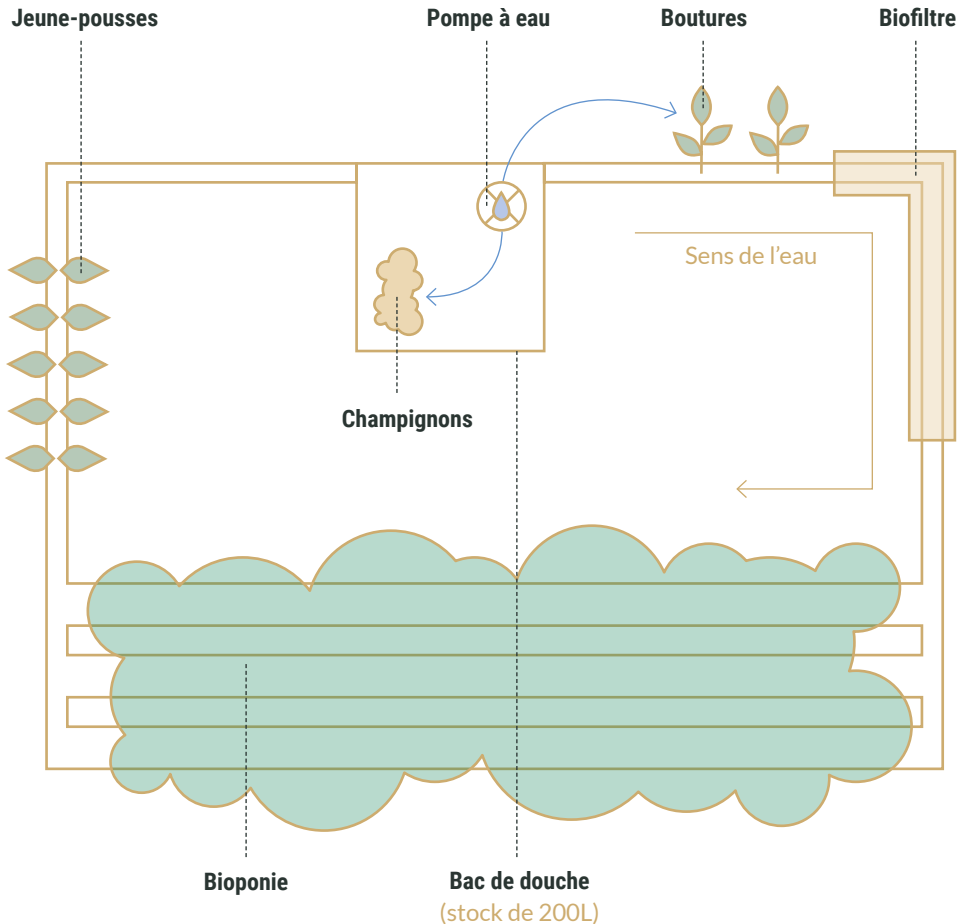 Jeune-pousses
Pompe à eau
Boutures
Biofiltre
Sens de l'eau
Champignons
Bioponie
Bac de douche
(stock de 200L)